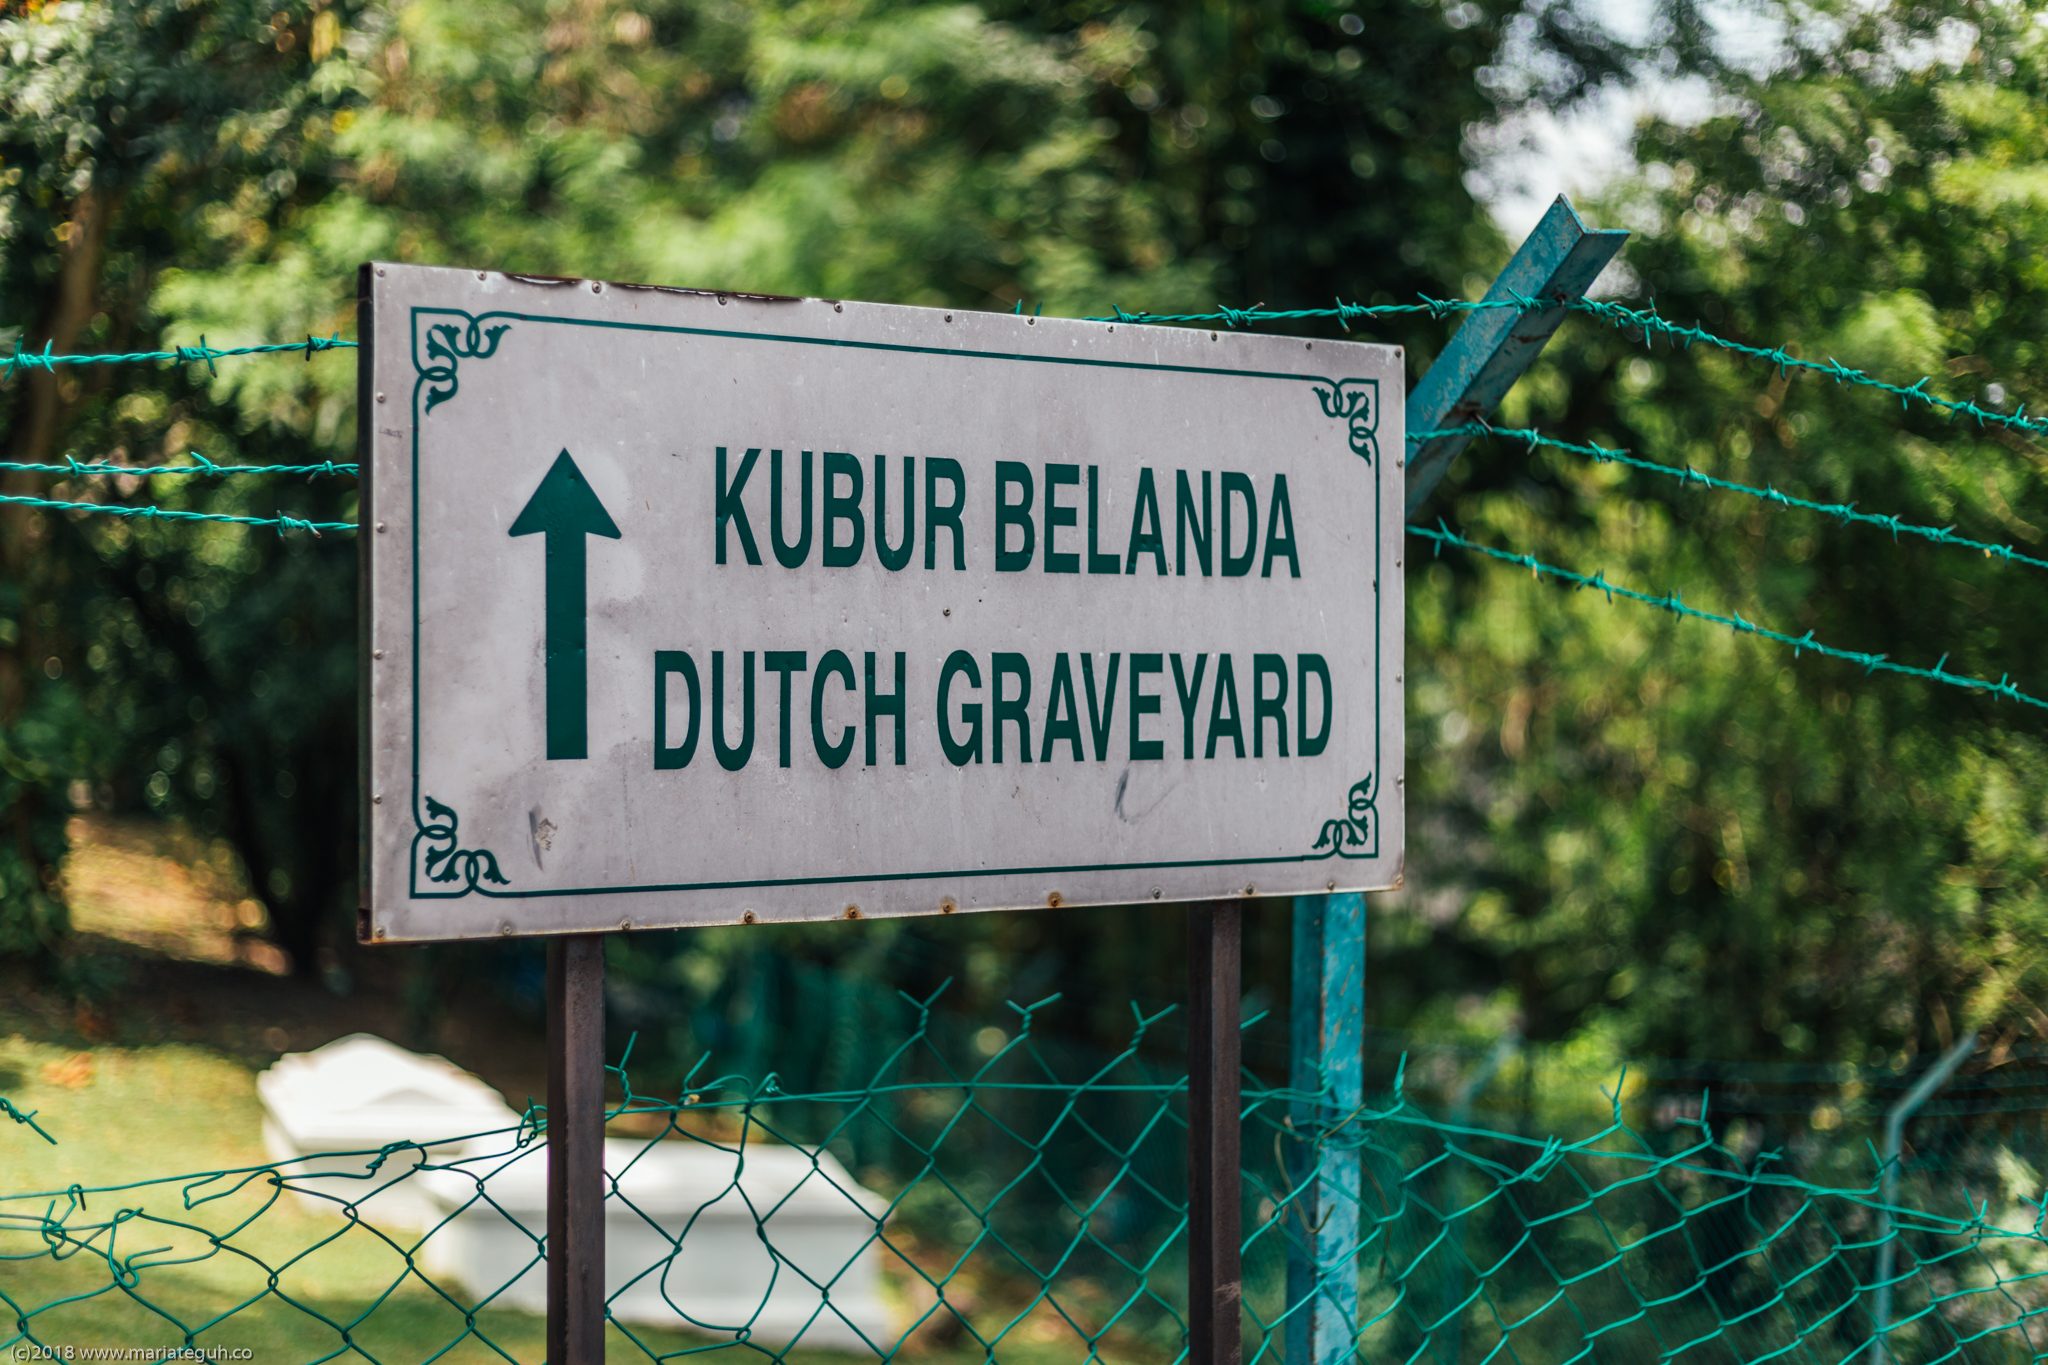 KUBUR BELANDA
DUTCH GRAVEYARD
(c)2018 www.mariateguh.co